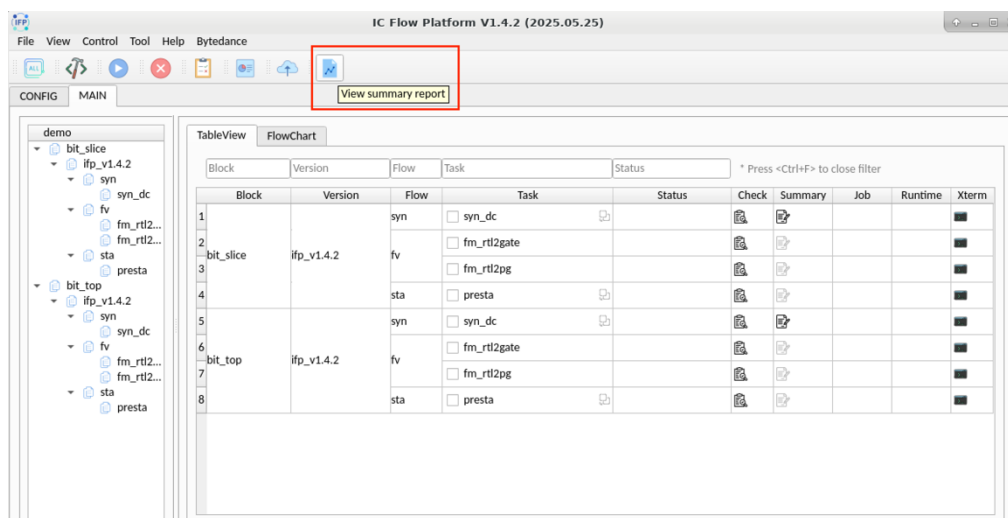 IFP
IC Flow Platform V1.4.2 (2025.05.25)
File View Control Tool Help Bytedance
ALL
View summary report
CONFIG MAIN
demo
bit_slice
ifp_v1.4.2
syn
syn_dc
fv
fm_rtl2...
fm_rtl2...
sta
presta
bit_top
ifp_v1.4.2
syn
syn_dc
fv
fm_rtl2...
fm_rtl2...
sta
presta
TableView FlowChart
Block Version Flow Task Status * Press <Ctrl+F> to close filter
Block Version Flow Task Status Check Summary Job Runtime Xterm
1 syn syn_dc
2 fm_rtl2gate
bit_slice ifp_v1.4.2 fv
3 fm_rtl2pg
4 sta presta
5 syn syn_dc
6 fm_rtl2gate
bit_top ifp_v1.4.2 fv
7 fm_rtl2pg
8 sta presta